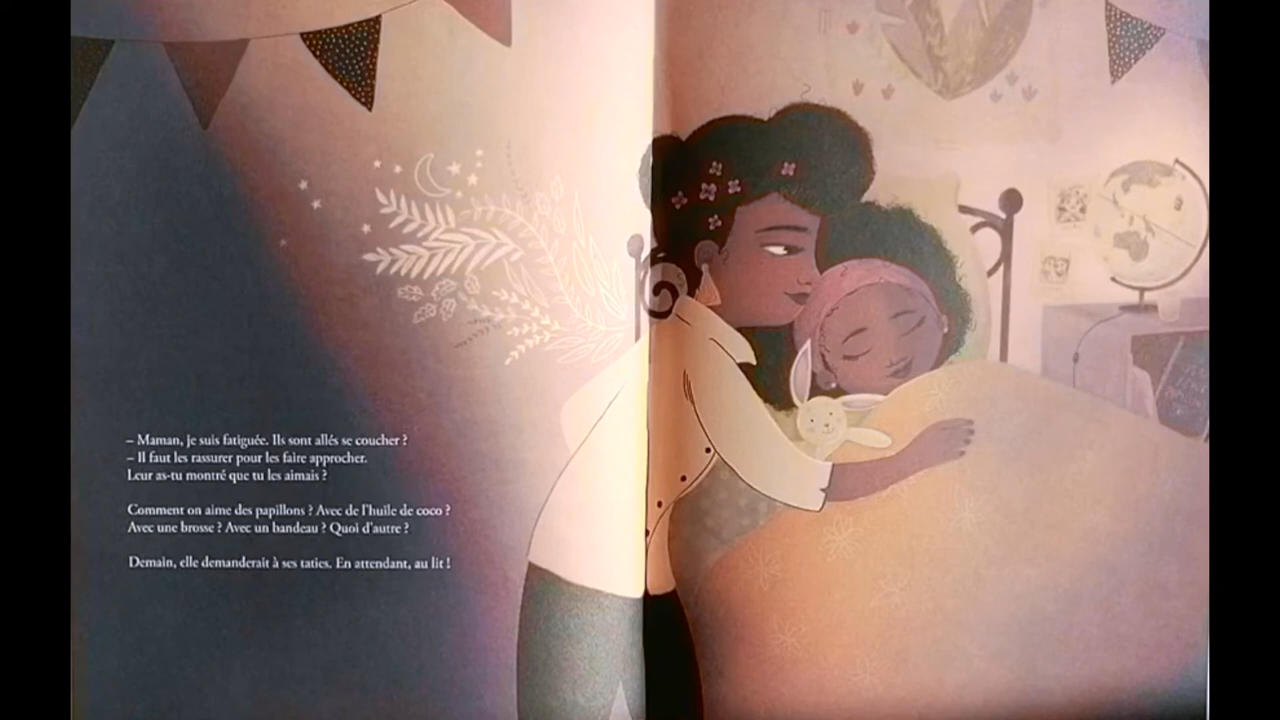 – Maman, je suis fatiguée. Ils sont allés se coucher ?
– Il faut les rassurer pour les faire approcher.
Leur as-tu montré que tu les aimais ?
Comment on aime des papillons ? Avec de l'huile de coco ?
Avec une brosse ? Avec un bandeau ? Quoi d'autre ?
Demain, elle demanderait à ses taties. En attendant, au lit !